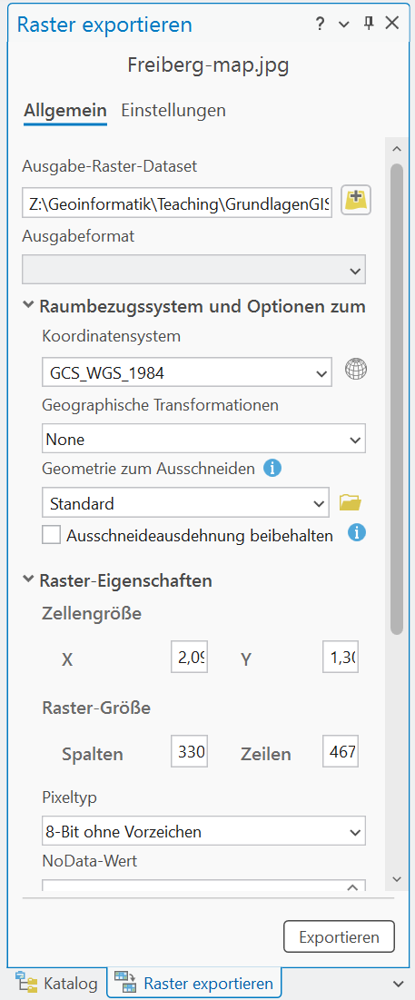 Raster exportieren ?
Freiberg-map.jpg
Allgemein Einstellungen
Ausgabe-Raster-Dataset
Z:\Geoinformatik\Teaching\GrundlagenGIS
Ausgabeformat
Raumbezugssystem und Optionen zum
Koordinatensystem
GCS_WGS_1984
Geographische Transformationen
None
Geometrie zum Ausschneiden
Standard
Ausschneideausdehnung beibehalten
Raster-Eigenschaften
Zellengröße
X 2,09 Y 1,30
Raster-Größe
Spalten 330 Zeilen 467
Pixeltyp
8-Bit ohne Vorzeichen
NoData-Wert
Exportieren
Katalog Raster exportieren